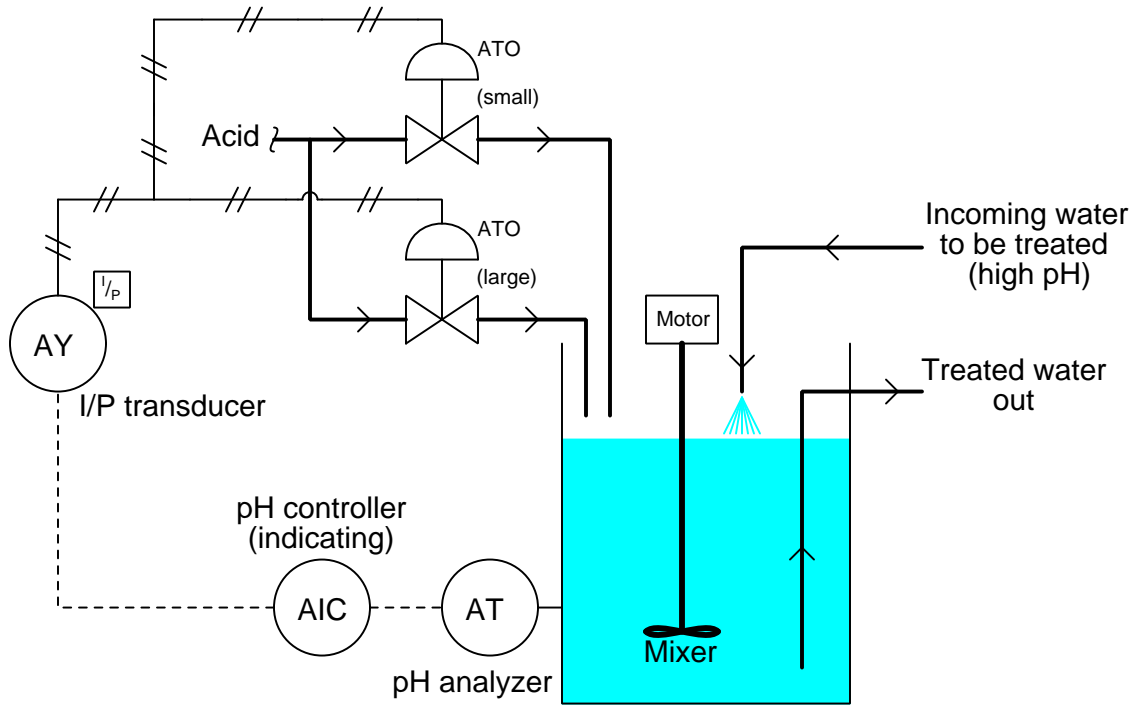 ATO
(small)
Acid
ATO
(large)
Incoming water
to be treated
(high pH)
I/P
AY
Motor
I/P transducer
Treated water
out
pH controller
(indicating)
AIC
AT
Mixer
pH analyzer